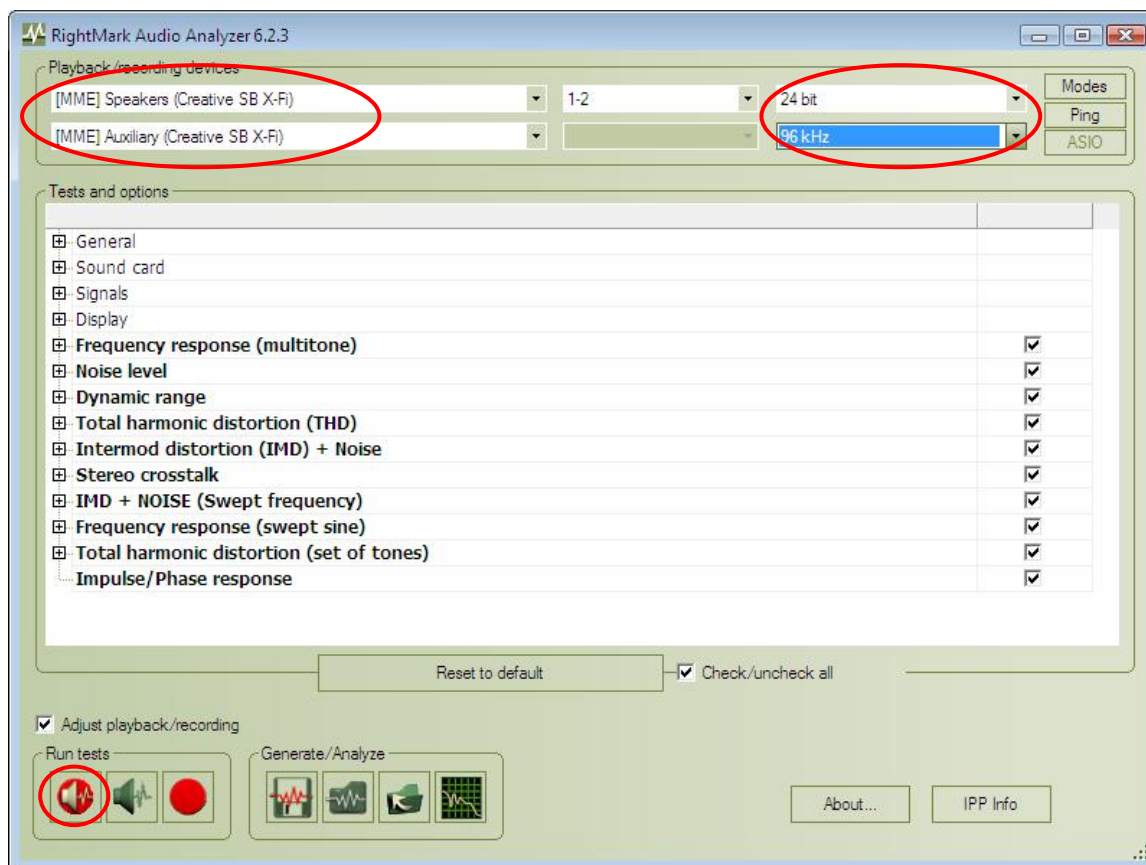 RightMark Audio Analyzer 6.2.3
Playback/recording devices
[MME] Speakers (Creative SB X-Fi) 1-2 24 bit Modes
Ping
[MME] Auxiliary (Creative SB X-Fi) 96 kHz ASIO
Tests and options
General
Sound card
Signals
Display
Frequency response (multitone)
Noise level
Dynamic range
Total harmonic distortion (THD)
Intermod distortion (IMD) + Noise
Stereo crosstalk
IMD + NOISE (Swept frequency)
Frequency response (swept sine)
Total harmonic distortion (set of tones)
Impulse/Phase response
Reset to default Check/uncheck all
Adjust playback/recording
Run tests Generate/Analyze
About... IPP Info